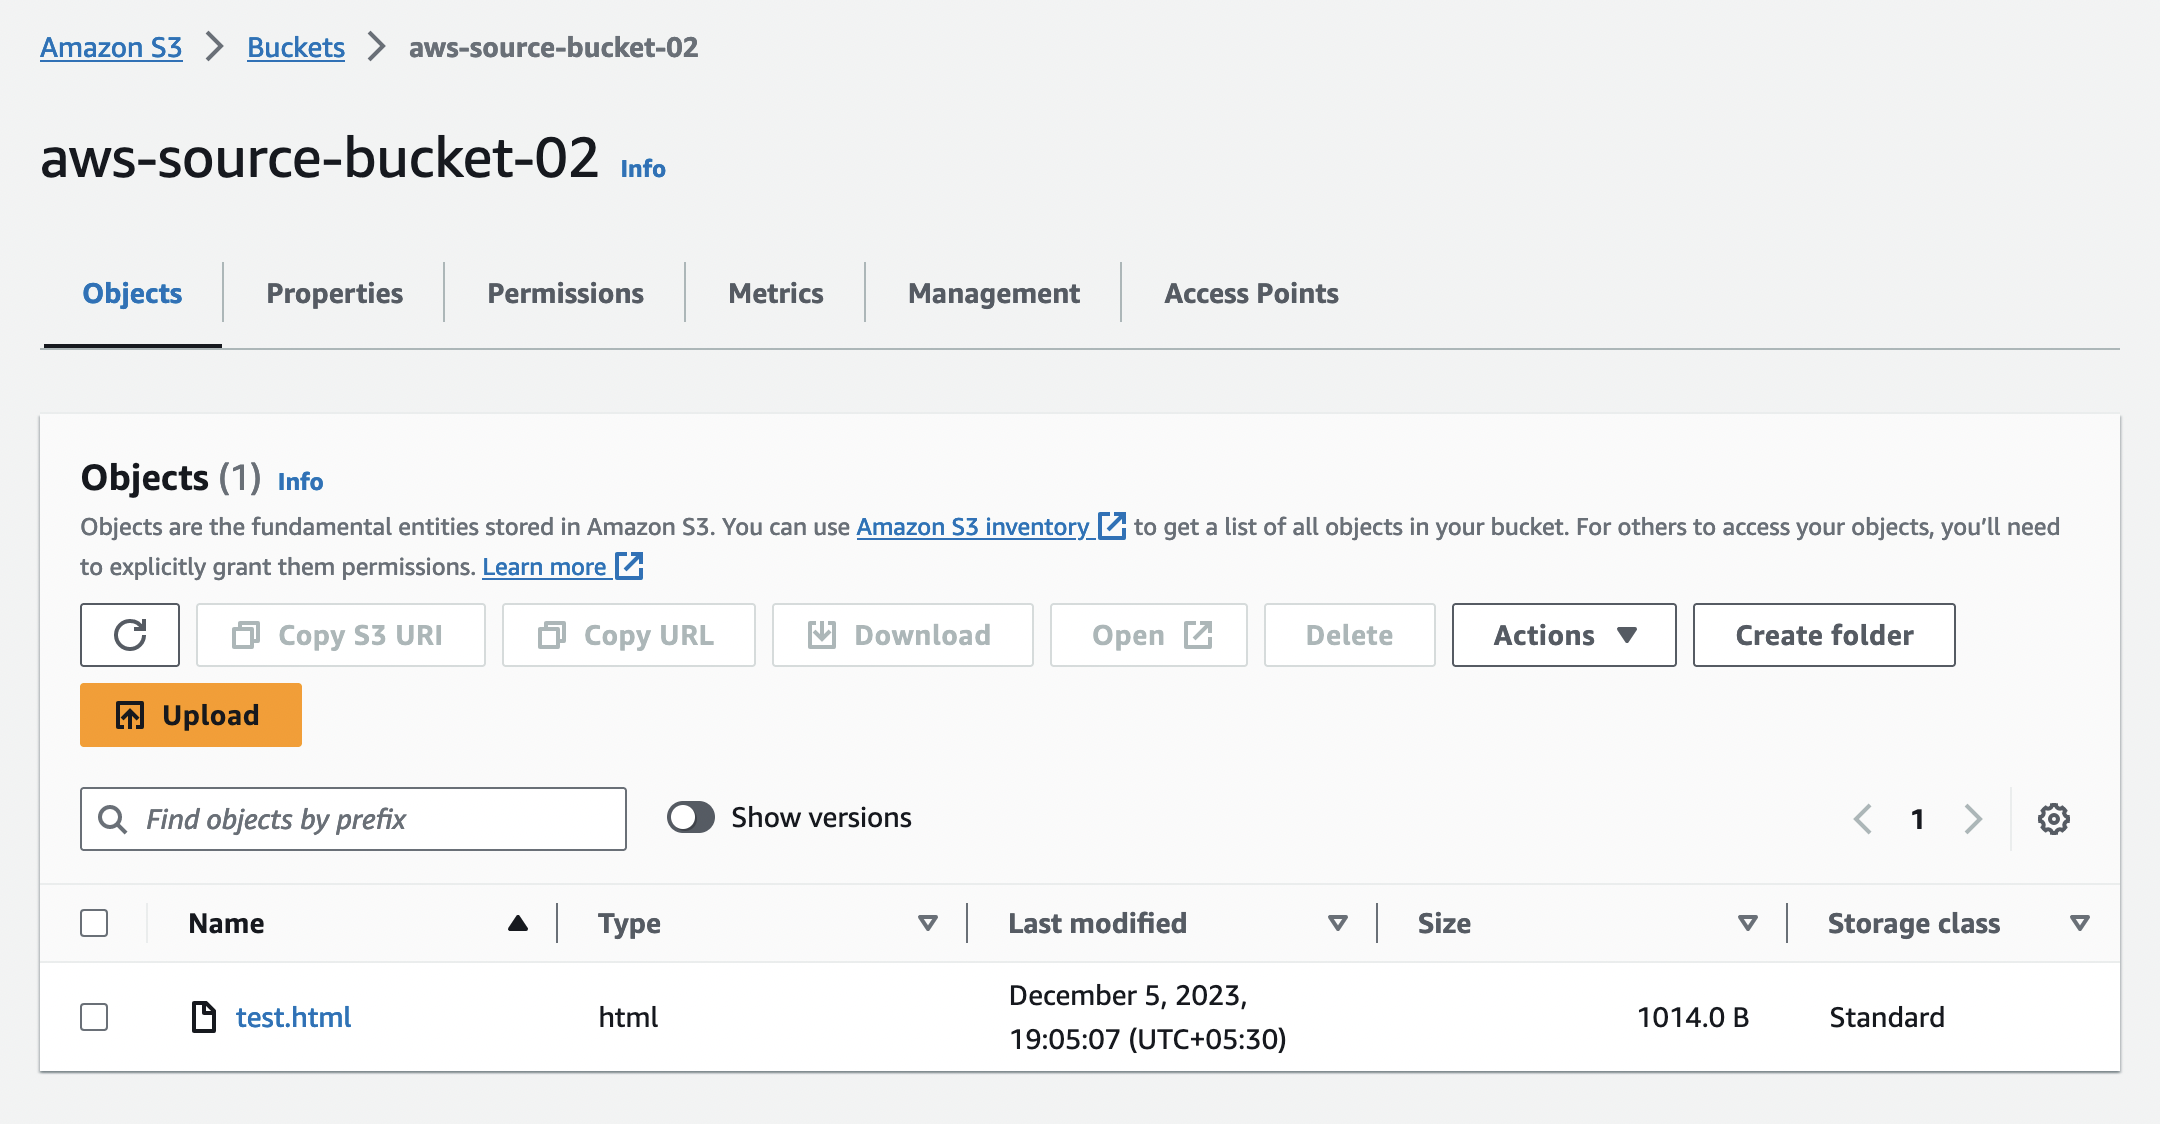 Amazon S3 Buckets aws-source-bucket-02
aws-source-bucket-02 Info
Objects Properties Permissions Metrics Management Access Points
Objects (1) Info
Objects are the fundamental entities stored in Amazon S3. You can use Amazon S3 inventory to get a list of all objects in your bucket. For others to access your objects, you’ll need
to explicitly grant them permissions. Learn more
Copy S3 URI Copy URL Download Open Delete Actions Create folder
Upload
Find objects by prefix Show versions 1
Name Type Last modified Size Storage class
test.html html December 5, 2023, 1014.0 B Standard
19:05:07 (UTC+05:30)